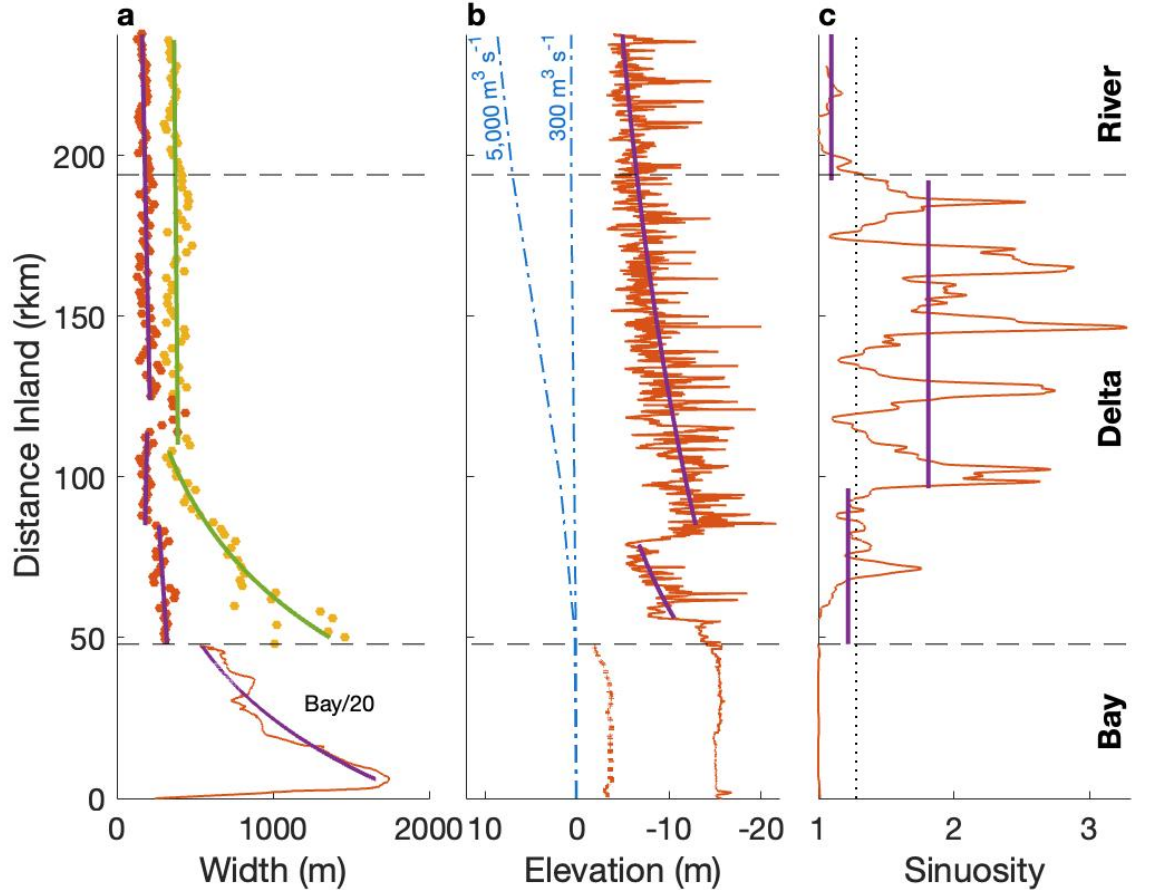 a
b
c
5,000 m³ s⁻¹
300 m³ s⁻¹
River
Delta
Bay
Bay/20
Distance Inland (rkm)
200
150
100
50
0
0 1000 2000
10 0 -10 -20
1 2 3
Width (m)
Elevation (m)
Sinuosity